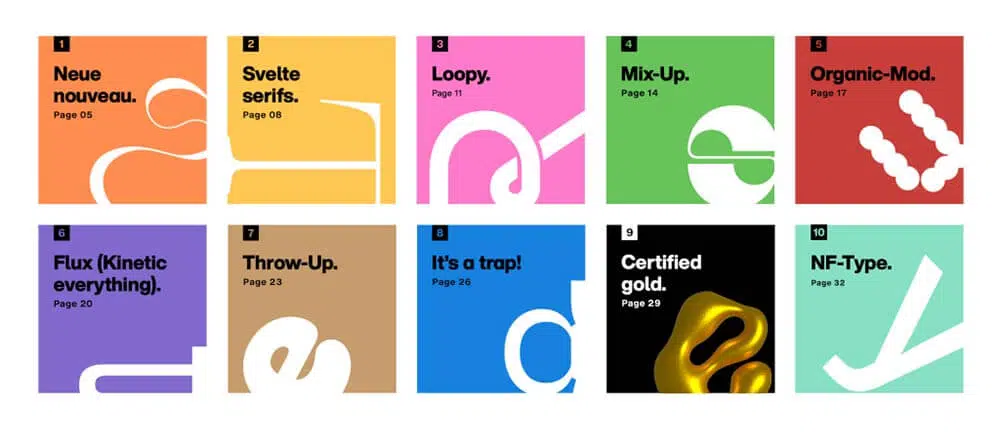 1
Neue
nouveau.
Page 05
2
Svelte
serifs.
Page 08
3
Loopy.
Page 11
4
Mix-Up.
Page 14
5
Organic-Mod.
Page 17
6
Flux (Kinetic
everything).
Page 20
7
Throw-Up.
Page 23
8
It's a trap!
Page 26
9
Certified
gold.
Page 29
10
NF-Type.
Page 32